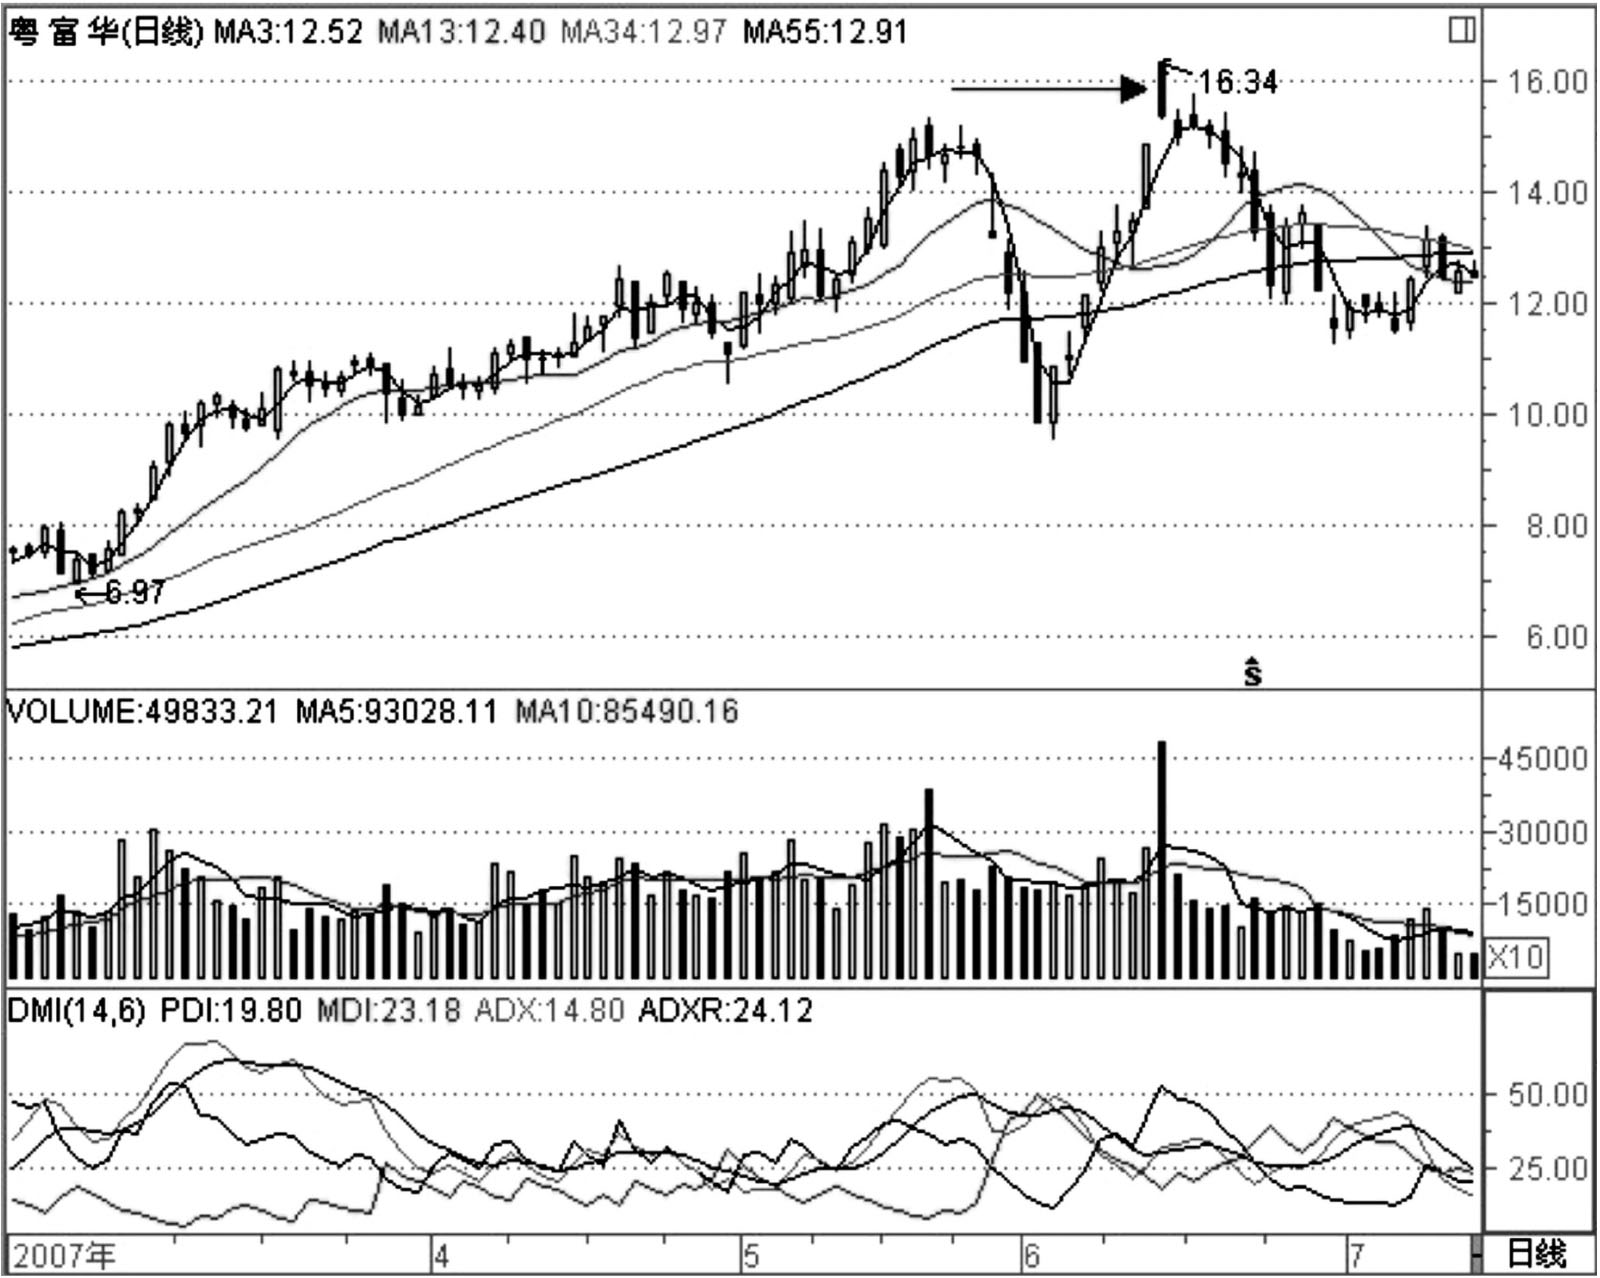 粤富华(日线) MA3:12.52 MA13:12.40 MA34:12.97 MA55:12.91
16.34
16.00
14.00
12.00
10.00
8.00
6.97
6.00
S
VOLUME:49833.21 MA5:93028.11 MA10:85490.16
45000
30000
15000
X10
DMI(14,6) PDI:19.80 MDI:23.18 ADX:14.80 ADXR:24.12
50.00
25.00
2007年 4 5 6 7 日线